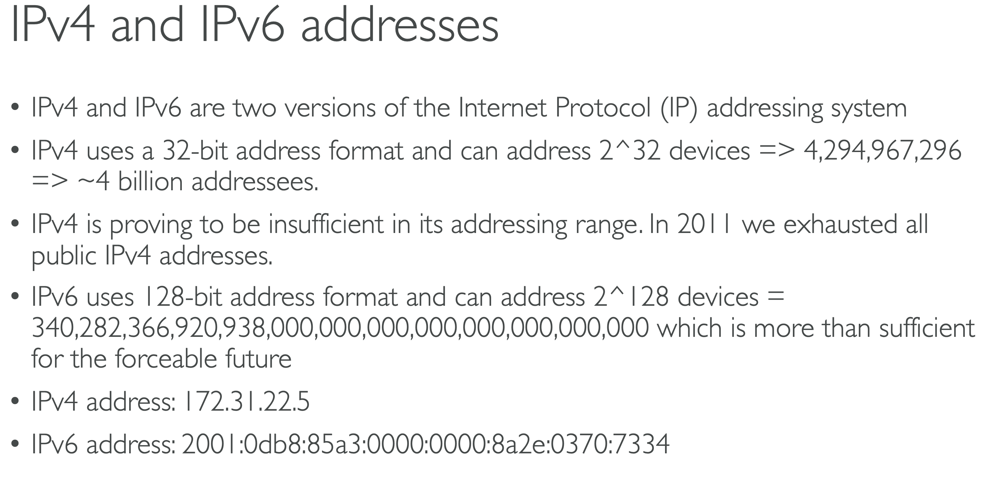 IPv4 and IPv6 addresses
• IPv4 and IPv6 are two versions of the Internet Protocol (IP) addressing system
• IPv4 uses a 32-bit address format and can address 2^32 devices => 4,294,967,296
=> ~4 billion addressees.
• IPv4 is proving to be insufficient in its addressing range. In 2011 we exhausted all
public IPv4 addresses.
• IPv6 uses 128-bit address format and can address 2^128 devices =
340,282,366,920,938,000,000,000,000,000,000,000,000 which is more than sufficient
for the forceable future
• IPv4 address: 172.31.22.5
• IPv6 address: 2001:0db8:85a3:0000:0000:8a2e:0370:7334